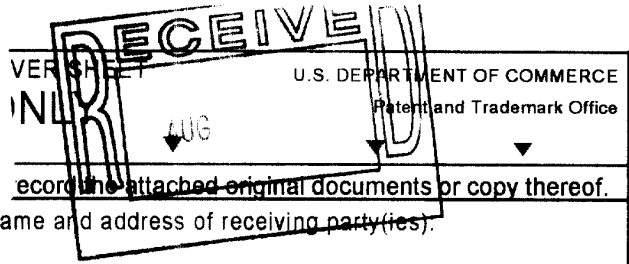 RECEIVED
VER SHEET U.S. DEPARTMENT OF COMMERCE
ONL Patent and Trademark Office
AUG
ecord the attached original documents or copy thereof.
ame and address of receiving party(ies):